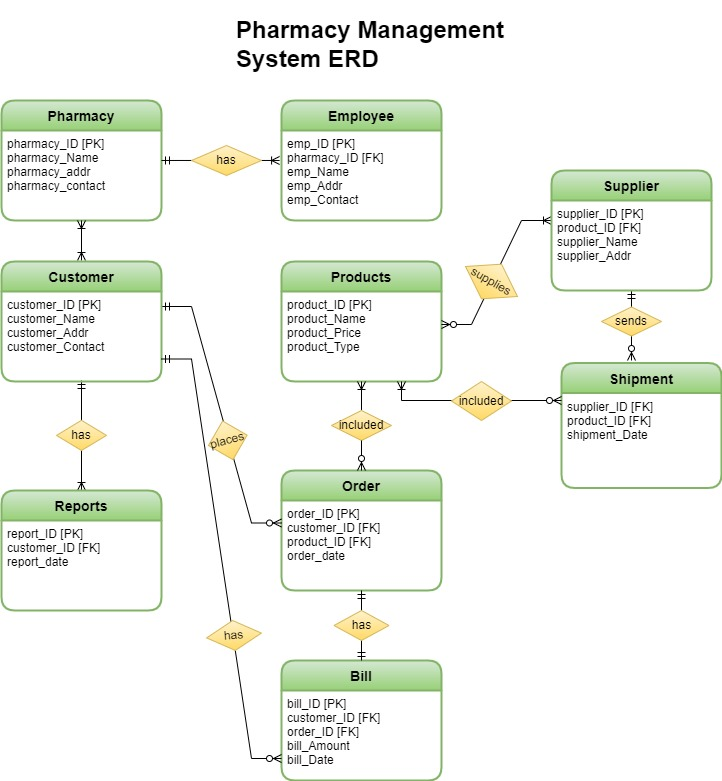 Pharmacy Management
System ERD
Pharmacy
pharmacy_ID [PK]
pharmacy_Name
pharmacy_addr
pharmacy_contact
has
Employee
emp_ID [PK]
pharmacy_ID [FK]
emp_Name
emp_Addr
emp_Contact
Supplier
supplier_ID [PK]
product_ID [FK]
supplier_Name
supplier_Addr
Customer
customer_ID [PK]
customer_Name
customer_Addr
customer_Contact
Products
product_ID [PK]
product_Name
product_Price
product_Type
supplies
sends
Shipment
supplier_ID [FK]
product_ID [FK]
shipment_Date
included
included
has
places
Reports
report_ID [PK]
customer_ID [FK]
report_date
Order
order_ID [PK]
customer_ID [FK]
product_ID [FK]
order_date
has
has
Bill
bill_ID [PK]
customer_ID [FK]
order_ID [FK]
bill_Amount
bill_Date